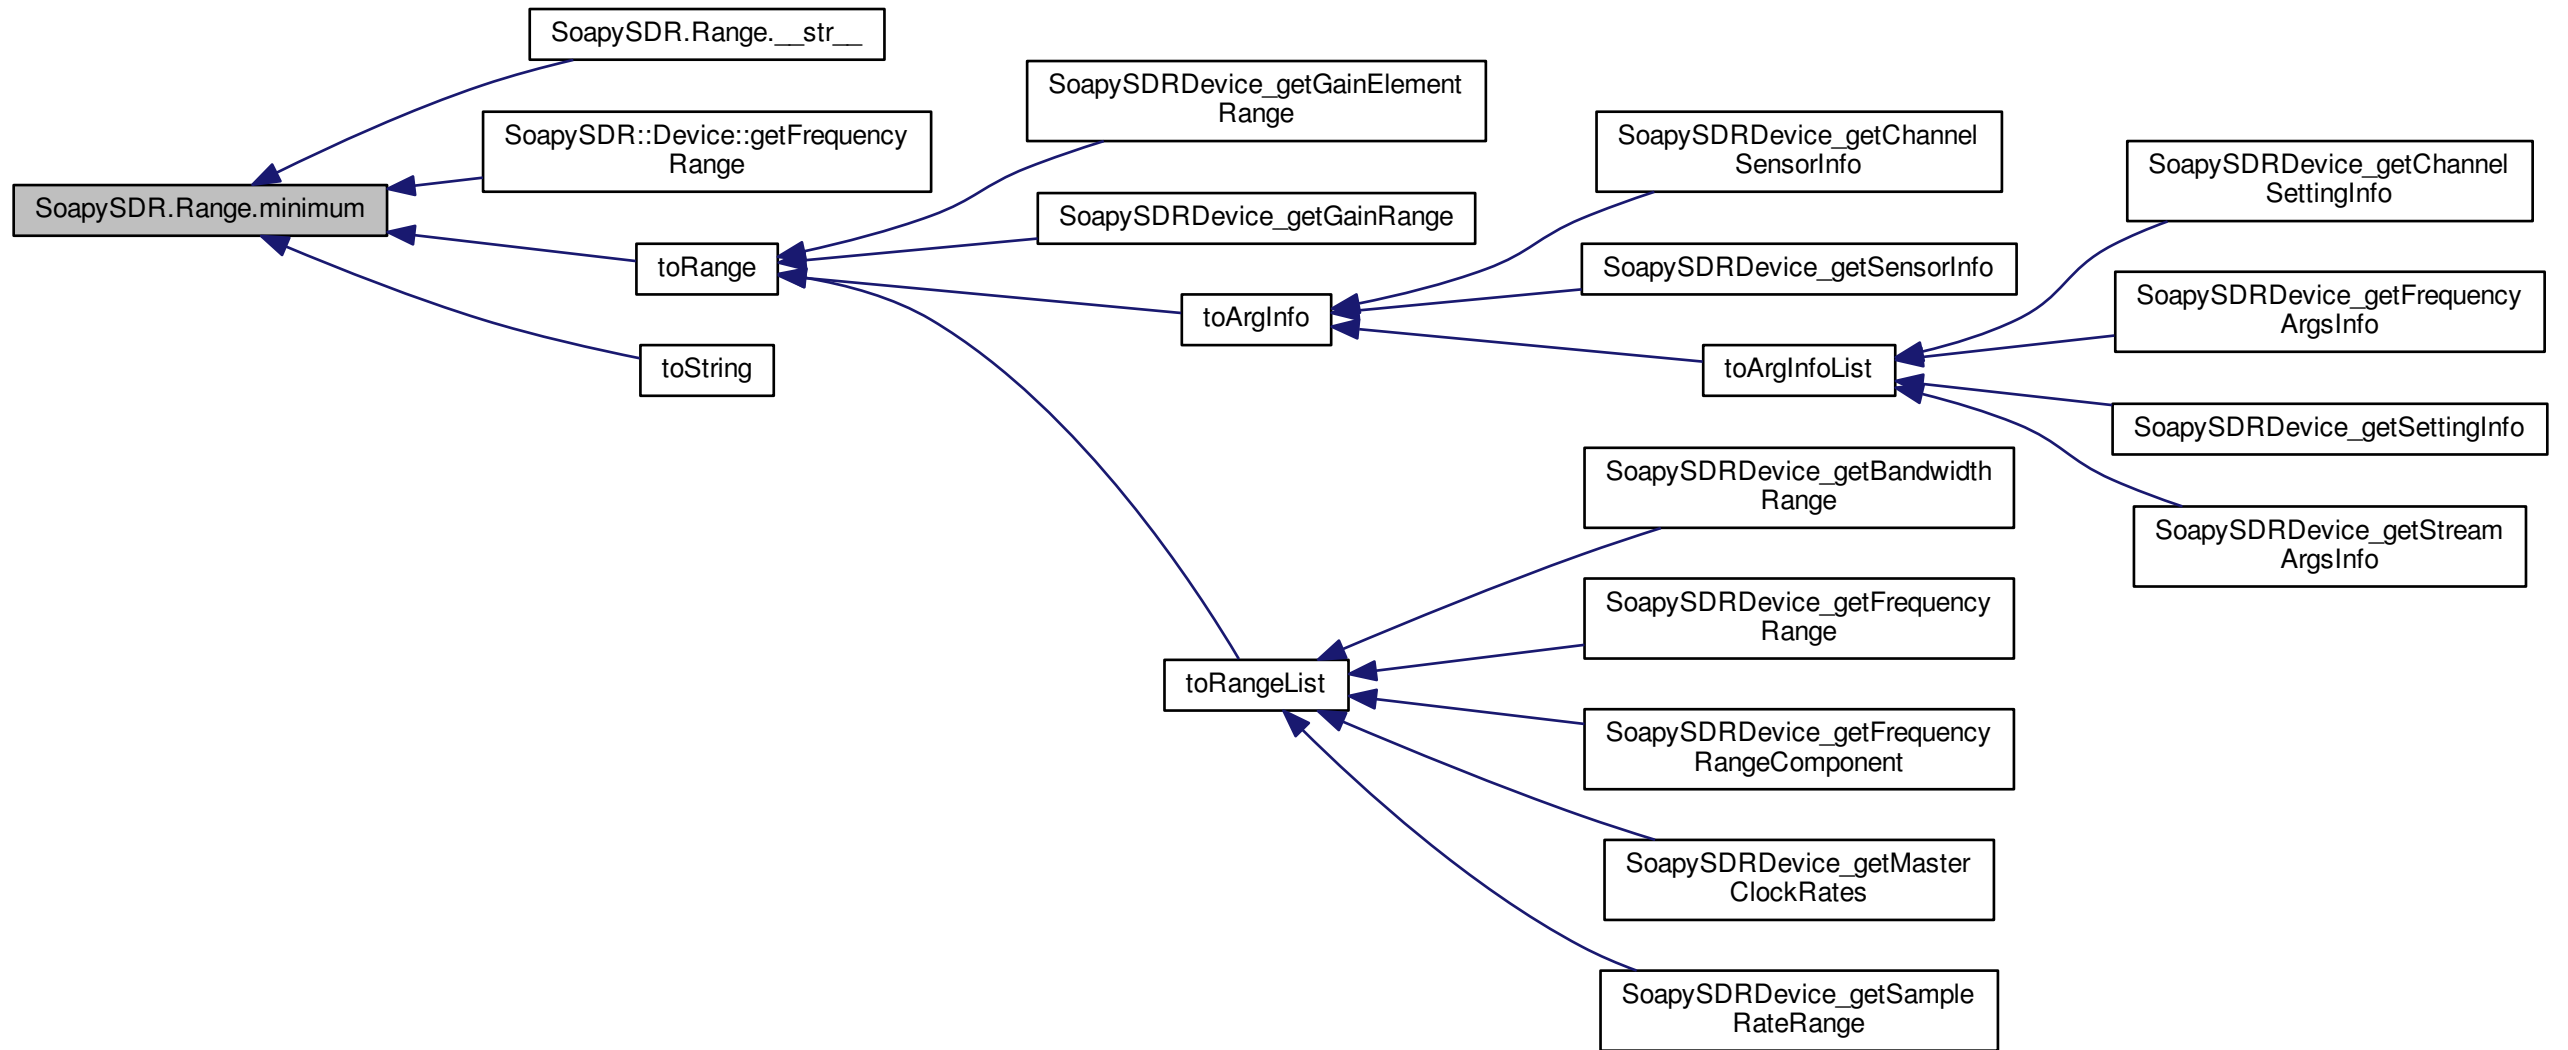 SoapySDR.Range.__str__
SoapySDR::Device::getFrequency
Range
SoapySDR.Range.minimum
toRange
toString
SoapySDRDevice_getGainElement
Range
SoapySDRDevice_getGainRange
toArgInfo
SoapySDRDevice_getChannel
SensorInfo
SoapySDRDevice_getSensorInfo
toArgInfoList
SoapySDRDevice_getChannel
SettingInfo
SoapySDRDevice_getFrequency
ArgsInfo
SoapySDRDevice_getSettingInfo
SoapySDRDevice_getStream
ArgsInfo
toRangeList
SoapySDRDevice_getBandwidth
Range
SoapySDRDevice_getFrequency
Range
SoapySDRDevice_getFrequency
RangeComponent
SoapySDRDevice_getMaster
ClockRates
SoapySDRDevice_getSample
RateRange